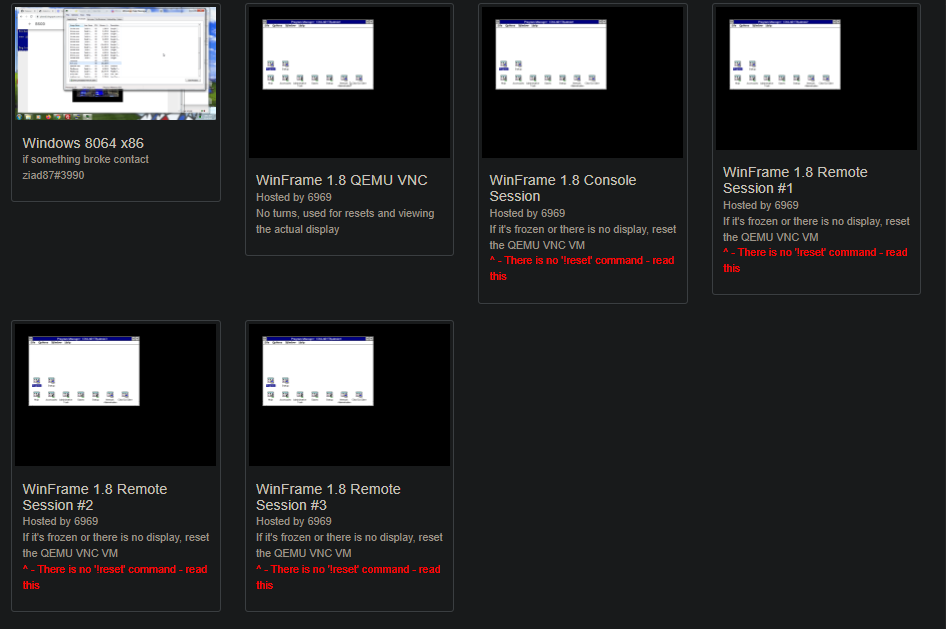 Windows 8064 x86
if something broke contact
ziad87#3990
WinFrame 1.8 QEMU VNC
Hosted by 6969
No turns, used for resets and viewing
the actual display
WinFrame 1.8 Console
Session
Hosted by 6969
If it's frozen or there is no display, reset
the QEMU VNC VM
^ - There is no '!reset' command - read
this
WinFrame 1.8 Remote
Session #1
Hosted by 6969
If it's frozen or there is no display, reset
the QEMU VNC VM
^ - There is no '!reset' command - read
this
WinFrame 1.8 Remote
Session #2
Hosted by 6969
If it's frozen or there is no display, reset
the QEMU VNC VM
^ - There is no '!reset' command - read
this
WinFrame 1.8 Remote
Session #3
Hosted by 6969
If it's frozen or there is no display, reset
the QEMU VNC VM
^ - There is no '!reset' command - read
this